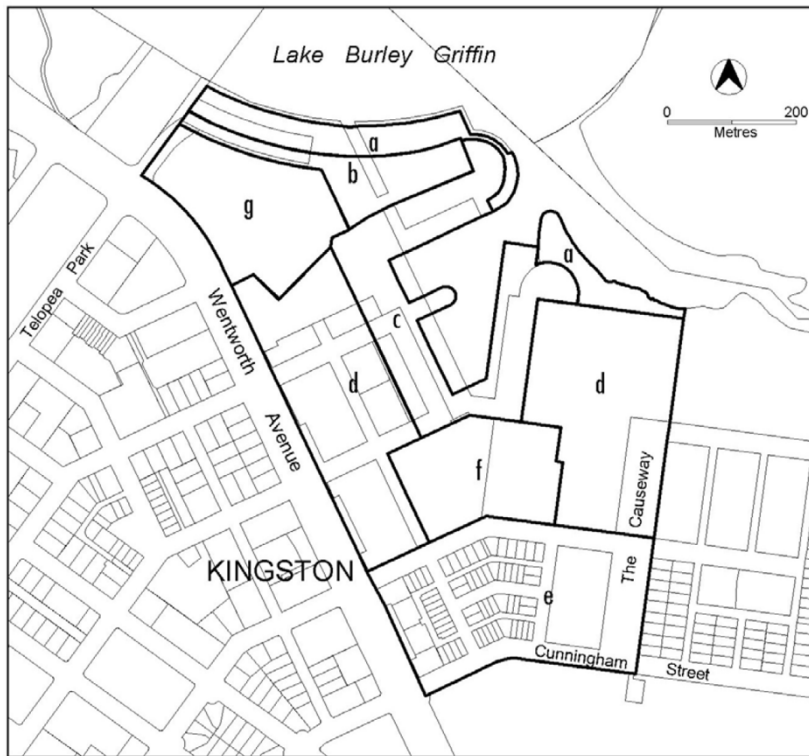 Lake Burley Griffin
0 200
Metres
a
b
g
a
Telopea Park
Wentworth
Avenue
c
d
d
f
Causeway
The
KINGSTON
e
Cunningham
Street